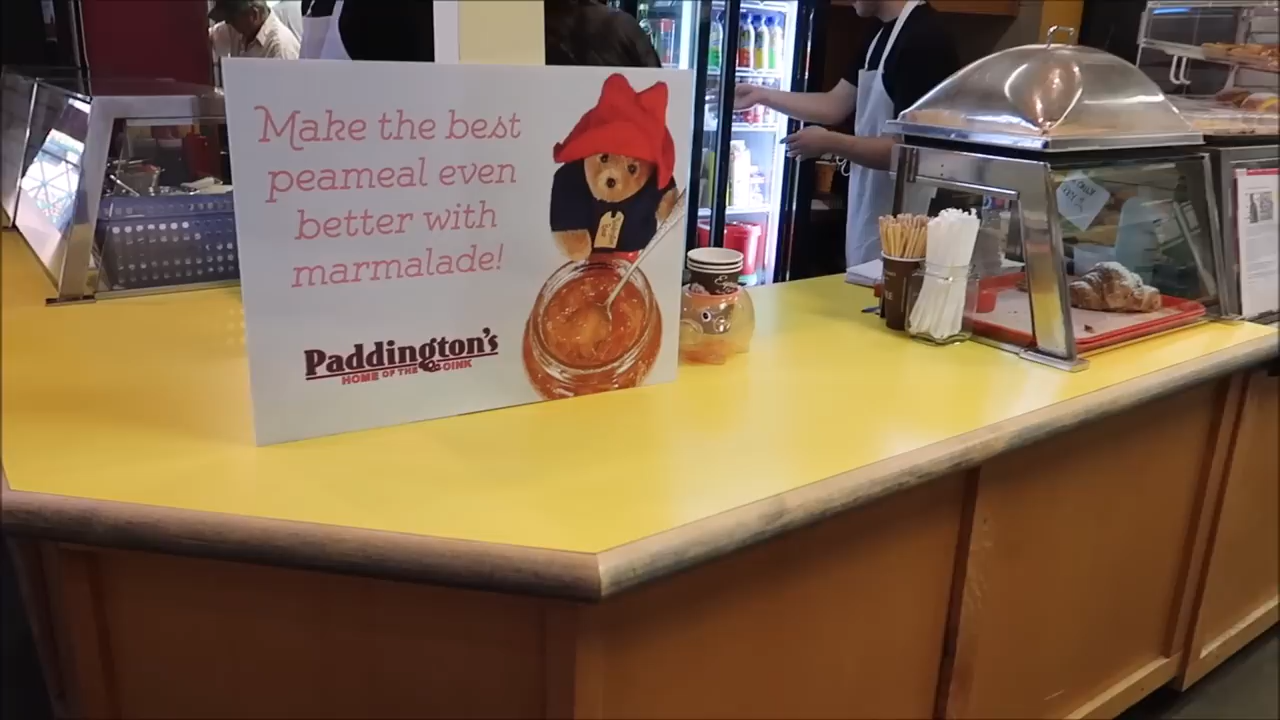 Make the best
peameal even
better with
marmalade!
Paddington's
HOME OF THE OINK